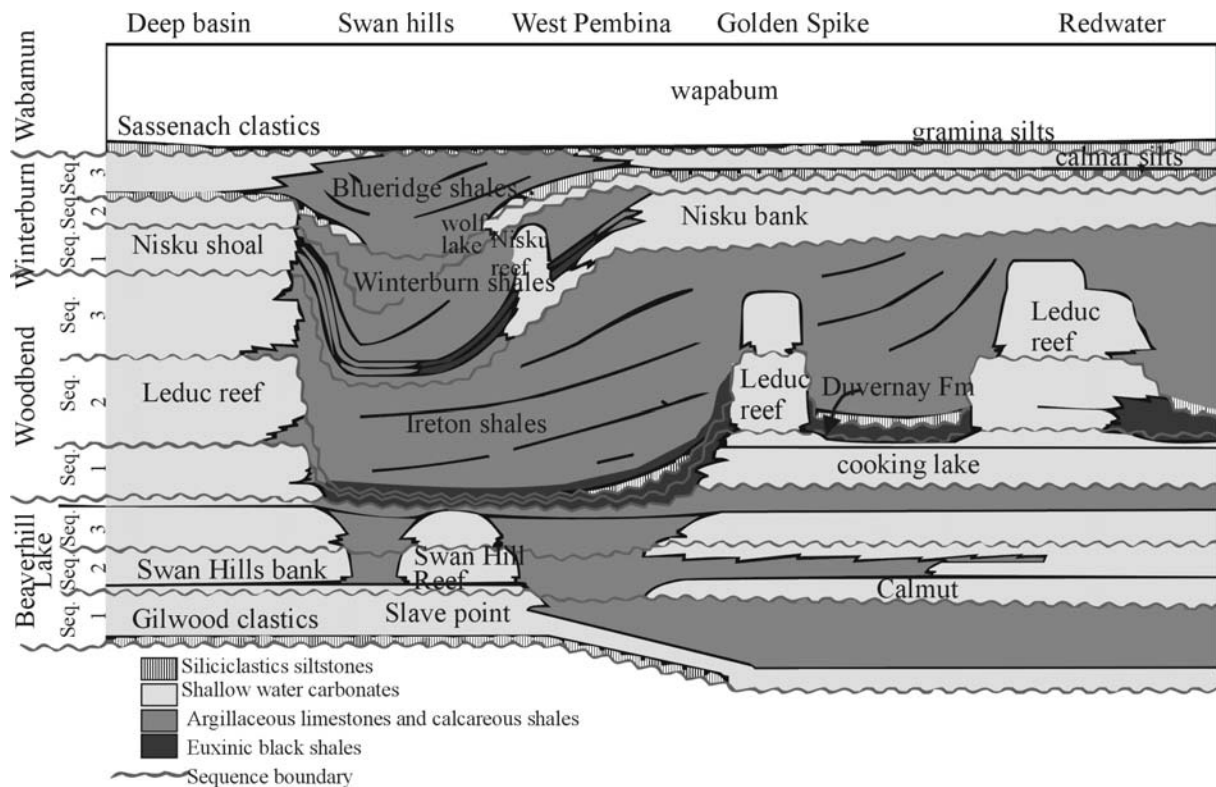 Deep basin Swan hills West Pembina Golden Spike Redwater
Wabamun
wapabum
Sassenach clastics
gramina silts
calmar silts
Winterburn
Seq.
3
Blueridge shales
Seq.
2
wolf
lake
Nisku
reef
Nisku bank
Nisku shoal
Seq.
1
Winterburn shales
Woodbend
Seq.
3
Leduc
reef
Leduc reef
Seq.
2
Leduc
reef
Duvernay Fm
Ireton shales
Seq.
1
cooking lake
Beaverhill
Lake
Seq.
3
Seq.
2
Swan Hills bank
Swan Hill
Reef
Calmut
Seq.
1
Gilwood clastics
Slave point
Siliciclastics siltstones
Shallow water carbonates
Argillaceous limestones and calcareous shales
Euxinic black shales
Sequence boundary